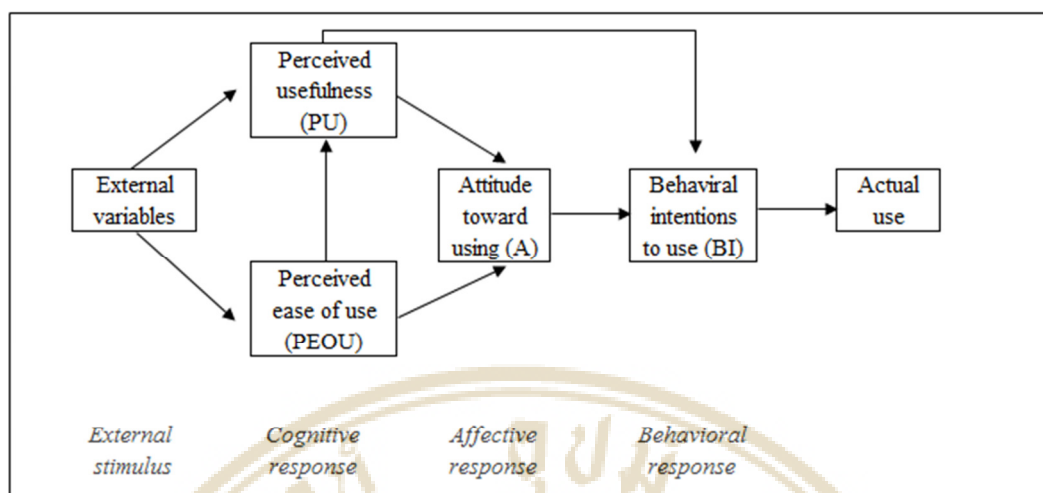 Perceived
usefulness
(PU)
External
variables
Attitude
toward
using (A)
Behaviral
intentions
to use (BI)
Actual
use
Perceived
ease of use
(PEOU)
External
stimulus
Cognitive
response
Affective
response
Behavioral
response